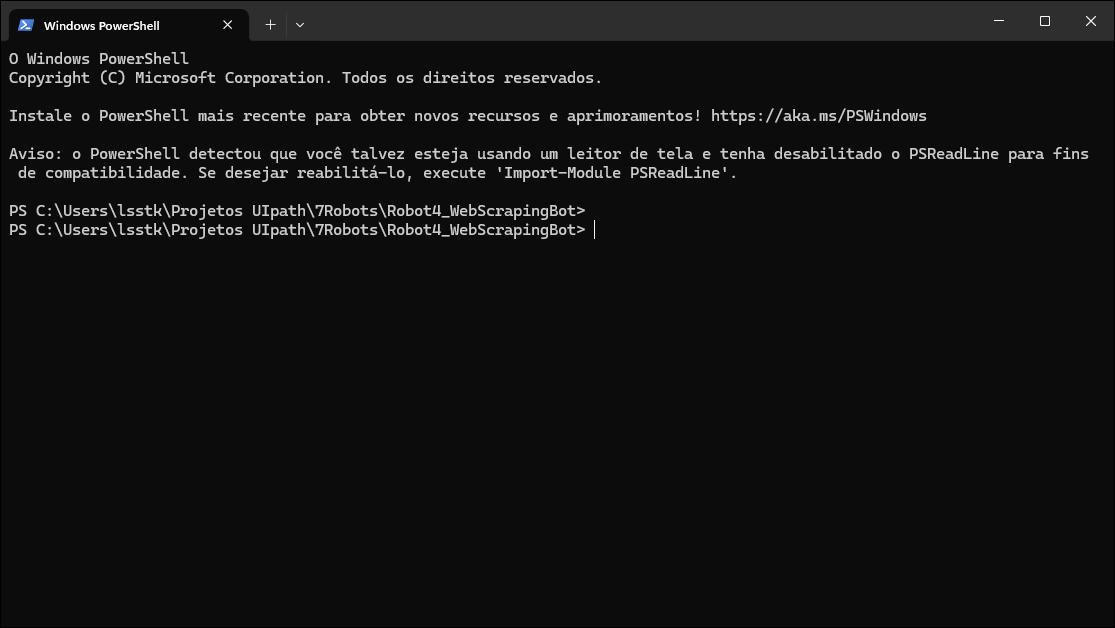 Windows PowerShell
O Windows PowerShell
Copyright (C) Microsoft Corporation. Todos os direitos reservados.
Instale o PowerShell mais recente para obter novos recursos e aprimoramentos! https://aka.ms/PSWindows
Aviso: o PowerShell detectou que você talvez esteja usando um leitor de tela e tenha desabilitado o PSReadLine para fins
de compatibilidade. Se desejar reabilitá-lo, execute 'Import-Module PSReadLine'.
PS C:\Users\lsstk\Projetos UIpath\7Robots\Robot4_WebScrapingBot>
PS C:\Users\lsstk\Projetos UIpath\7Robots\Robot4_WebScrapingBot>